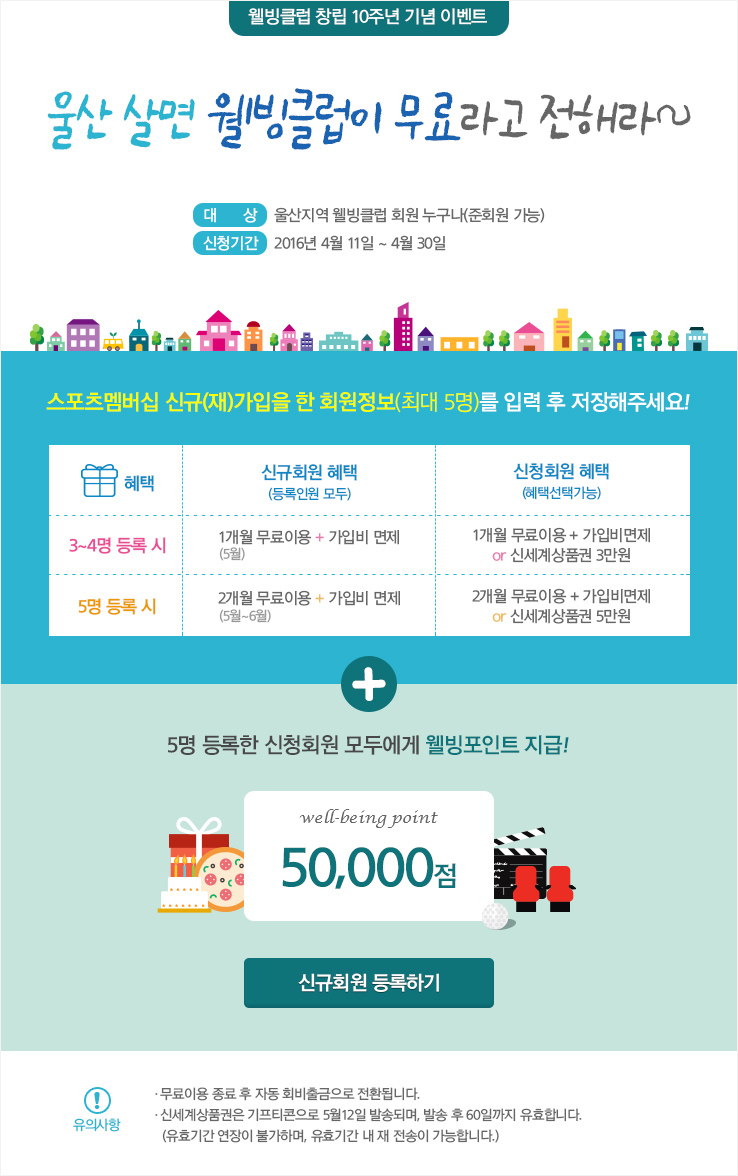 웰빙클럽 창립 10주년 기념 이벤트
울산 살면 웰빙클럽이 무료라고 전해라~
대 상 울산지역 웰빙클럽 회원 누구나(준회원 가능)
신청기간 2016년 4월 11일 ~ 4월 30일
스포츠멤버십 신규(재)가입을 한 회원정보(최대 5명)를 입력 후 저장해주세요!
혜택
신규회원 혜택
(등록인원 모두)
신청회원 혜택
(혜택선택가능)
3~4명 등록 시
1개월 무료이용 + 가입비 면제
(5월)
1개월 무료이용 + 가입비면제
or 신세계상품권 3만원
5명 등록 시
2개월 무료이용 + 가입비 면제
(5월~6월)
2개월 무료이용 + 가입비면제
or 신세계상품권 5만원
5명 등록한 신청회원 모두에게 웰빙포인트 지급!
well-being point
50,000점
신규회원 등록하기
유의사항
· 무료이용 종료 후 자동 회비출금으로 전환됩니다.
· 신세계상품권은 기프티콘으로 5월12일 발송되며, 발송 후 60일까지 유효합니다.
(유효기간 연장이 불가하며, 유효기간 내 재 전송이 가능합니다.)